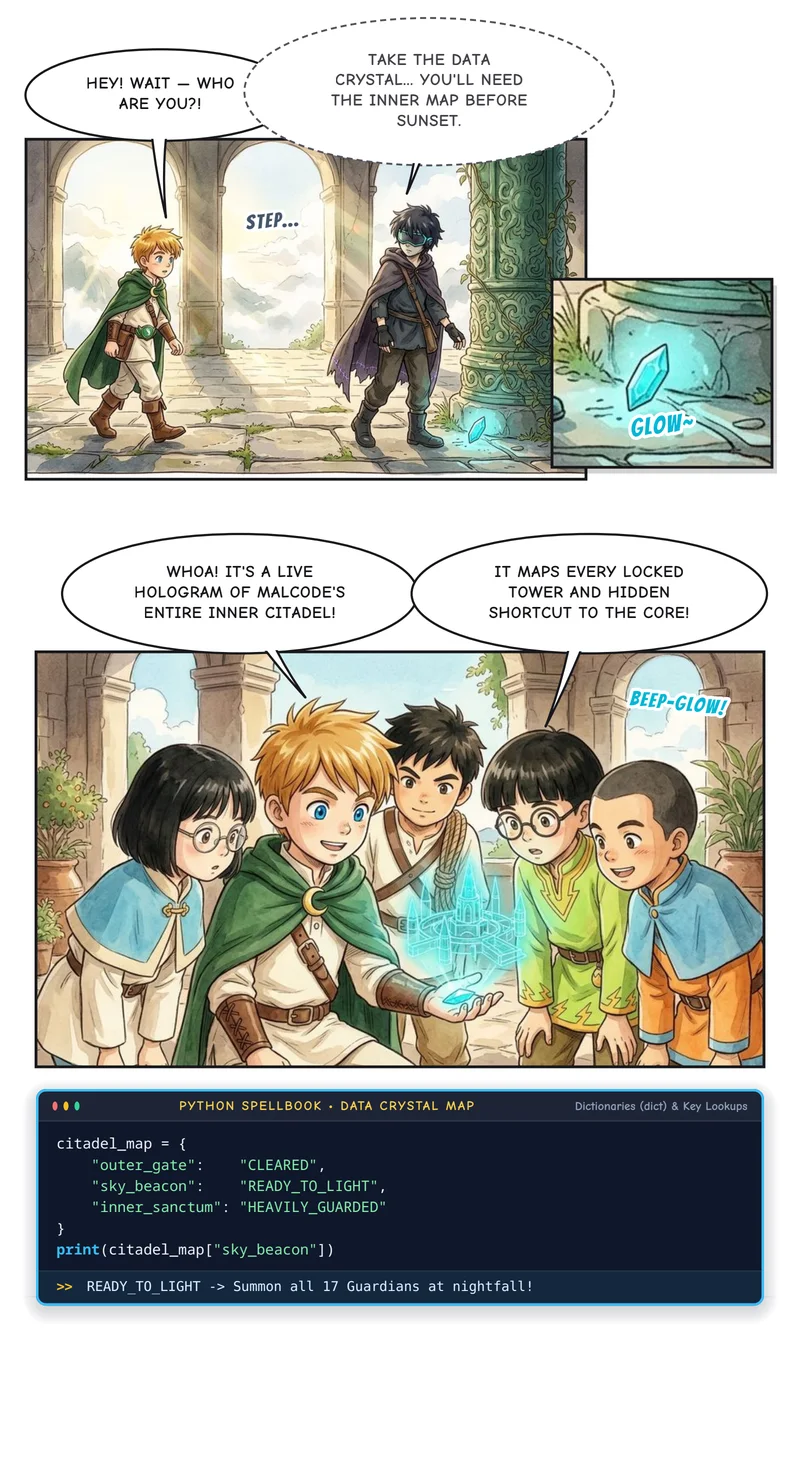 HEY! WAIT — WHO
ARE YOU?!
TAKE THE DATA
CRYSTAL... YOU'LL NEED
THE INNER MAP BEFORE
SUNSET.
STEP...
GLOW~
WHOA! IT'S A LIVE
HOLOGRAM OF MALCODE'S
ENTIRE INNER CITADEL!
IT MAPS EVERY LOCKED
TOWER AND HIDDEN
SHORTCUT TO THE CORE!
BEEP-GLOW!
PYTHON SPELLBOOK • DATA CRYSTAL MAP
Dictionaries (dict) & Key Lookups
citadel_map = {
    "outer_gate":    "CLEARED",
    "sky_beacon":    "READY_TO_LIGHT",
    "inner_sanctum": "HEAVILY_GUARDED"
}
print(citadel_map["sky_beacon"])
>> READY_TO_LIGHT -> Summon all 17 Guardians at nightfall!